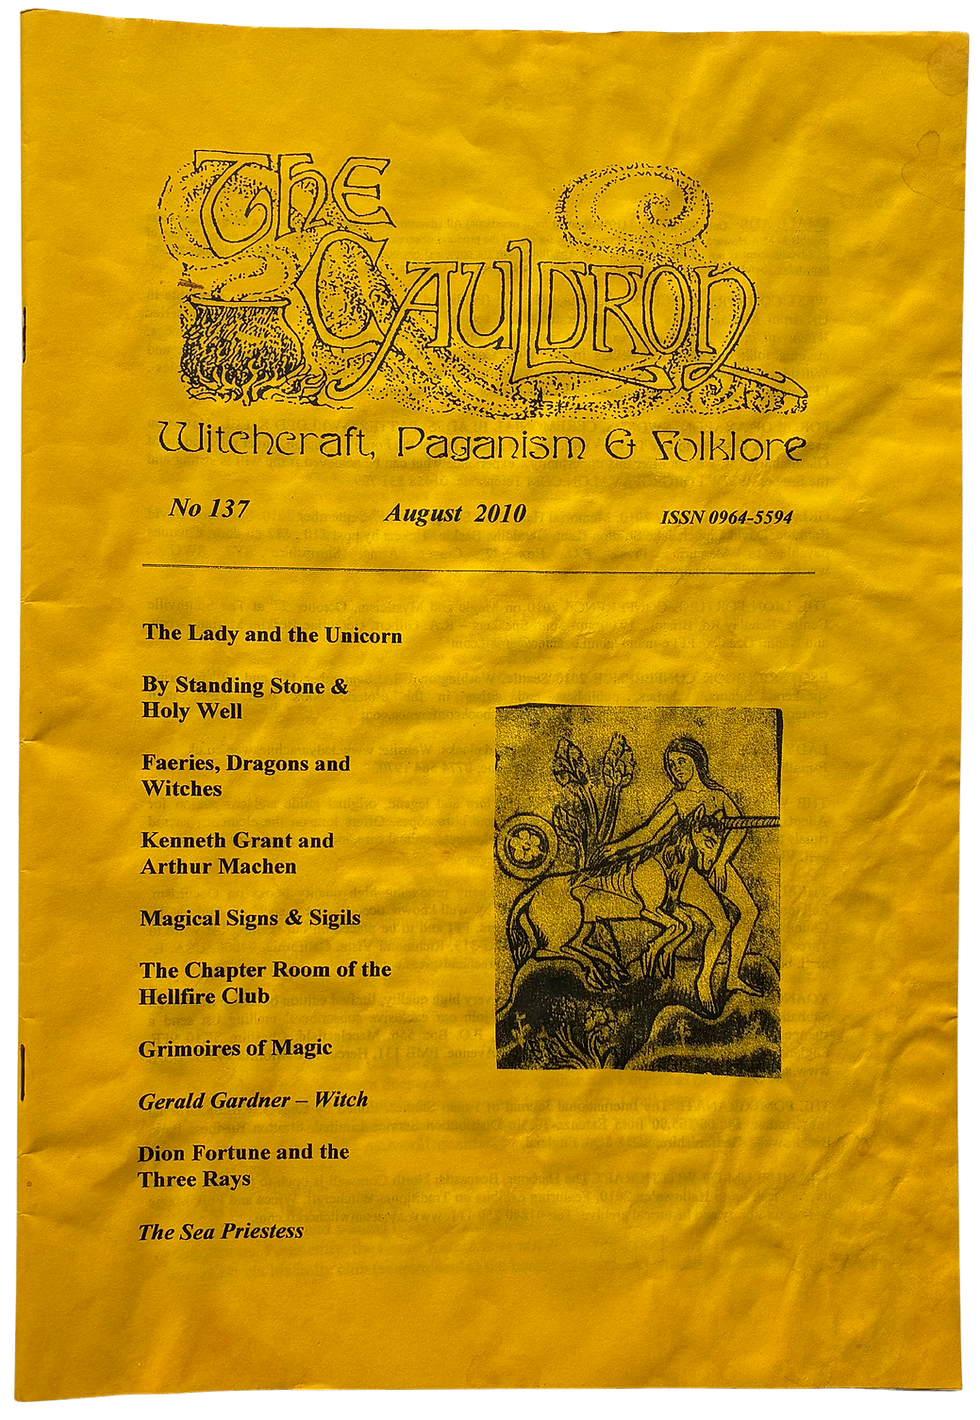 The
Cauldron
Witchcraft, Paganism & Folklore
No 137 August 2010 ISSN 0964-5594
The Lady and the Unicorn
By Standing Stone &
Holy Well
Faeries, Dragons and
Witches
Kenneth Grant and
Arthur Machen
Magical Signs & Sigils
The Chapter Room of the
Hellfire Club
Grimoires of Magic
Gerald Gardner – Witch
Dion Fortune and the
Three Rays
The Sea Priestess